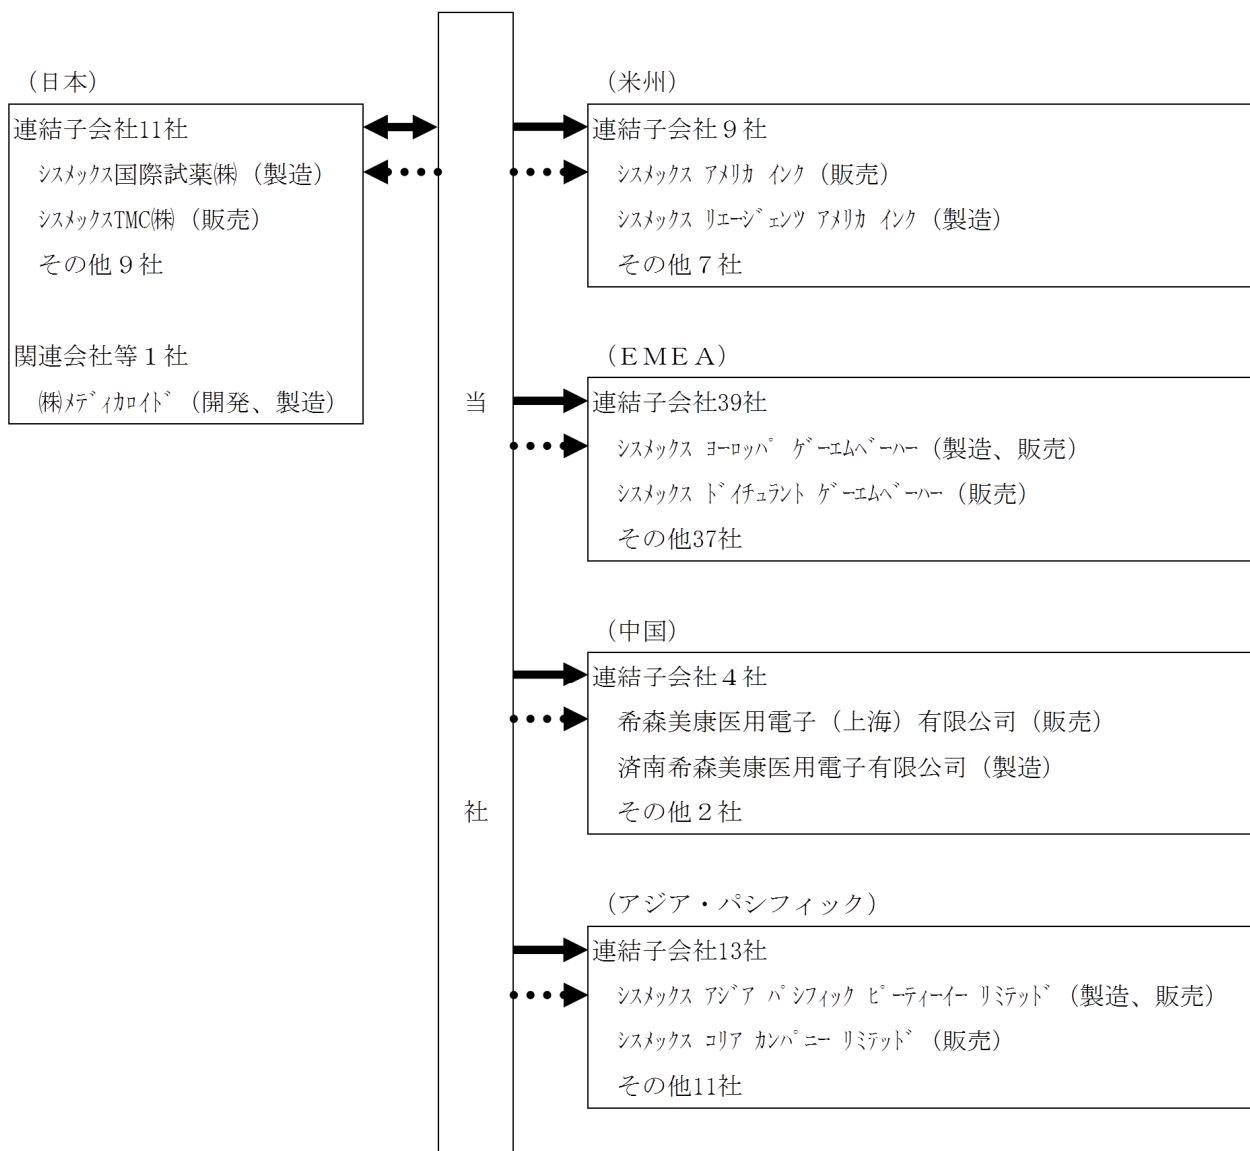 （日本）
連結子会社11社
ｼｽﾒｯｸｽ国際試薬㈱（製造）
ｼｽﾒｯｸｽTMC㈱（販売）
その他９社
関連会社等１社
㈱ﾒﾃﾞｨｶﾛｲﾄﾞ（開発、製造）
当
社
（米州）
連結子会社９社
ｼｽﾒｯｸｽ ｱﾒﾘｶ ｲﾝｸ（販売）
ｼｽﾒｯｸｽ ﾘｴｰｼﾞｪﾝﾂ ｱﾒﾘｶ ｲﾝｸ（製造）
その他７社
（ＥＭＥＡ）
連結子会社39社
ｼｽﾒｯｸｽ ﾖｰﾛｯﾊﾟ ｹﾞｰｴﾑﾍﾞｰﾊｰ（製造、販売）
ｼｽﾒｯｸｽ ﾄﾞｲﾁｭﾗﾝﾄ ｹﾞｰｴﾑﾍﾞｰﾊｰ（販売）
その他37社
（中国）
連結子会社４社
希森美康医用電子（上海）有限公司（販売）
済南希森美康医用電子有限公司（製造）
その他２社
（アジア・パシフィック）
連結子会社13社
ｼｽﾒｯｸｽ ｱｼﾞｱ ﾊﾟｼﾌｨｯｸ ﾋﾟｰﾃｨｰｲｰ ﾘﾐﾃｯﾄﾞ（製造、販売）
ｼｽﾒｯｸｽ ｺﾘｱ ｶﾝﾊﾟﾆｰ ﾘﾐﾃｯﾄﾞ（販売）
その他11社